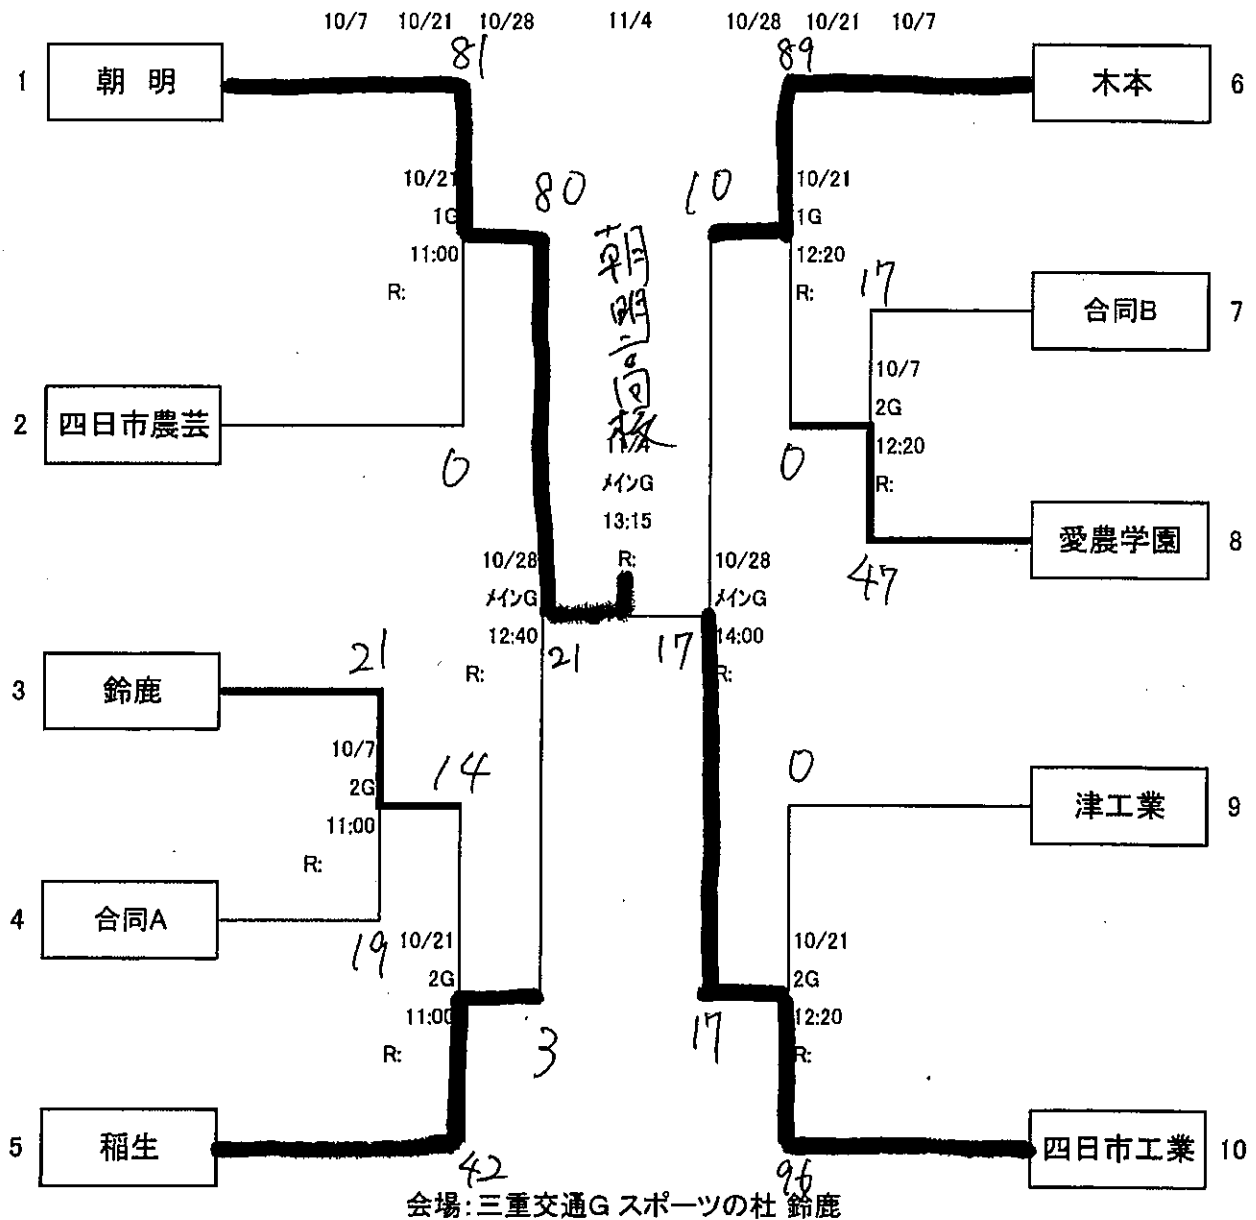 10/7 10/21 10/28 11/4 10/28 10/21 10/7
81 89
1 朝 明 木本 6
10/21 80 10 10/21
1G 1G
11:00 12:20
R: R:
朝明高校
17
合同B 7
10/7
2G
12:20
R:
2 四日市農芸
0 0
メインG
13:15
R:
愛農学園 8
47
10/28 10/28
メインG メインG
12:40 14:00
R: R:
21 17
21
3 鈴鹿
10/7
2G
11:00
R:
14 0
津工業 9
4 合同A
19
10/21 10/21
2G 2G
11:00 12:20
R: R:
3 17
5 稲生 四日市工業 10
42 96
会場:三重交通G スポーツの杜 鈴鹿